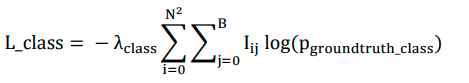 L_class = − λ_class ∑_{i=0}^{N²} ∑_{j=0}^{B} I_ij log(p_groundtruth_class)